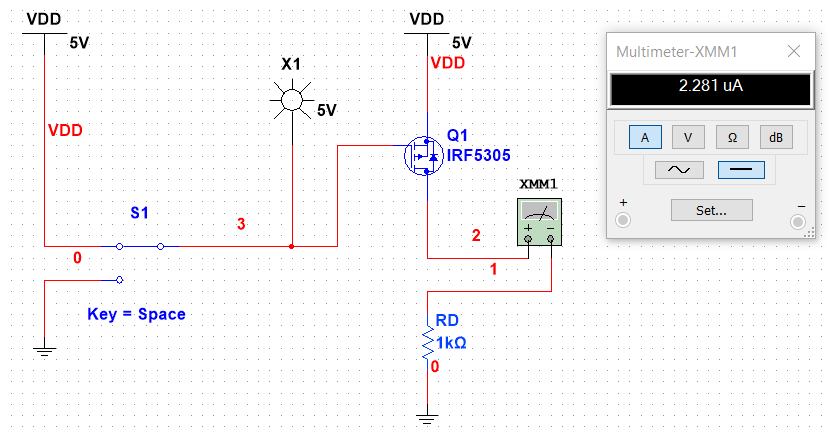 VDD
5V
VDD
S1
0
3
Key = Space
X1
5V
VDD
5V
VDD
Q1
IRF5305
XMM1
+ −
2
1
RD
1kΩ
0
Multimeter-XMM1
2.281 uA
A V Ω dB
Set...
+ −